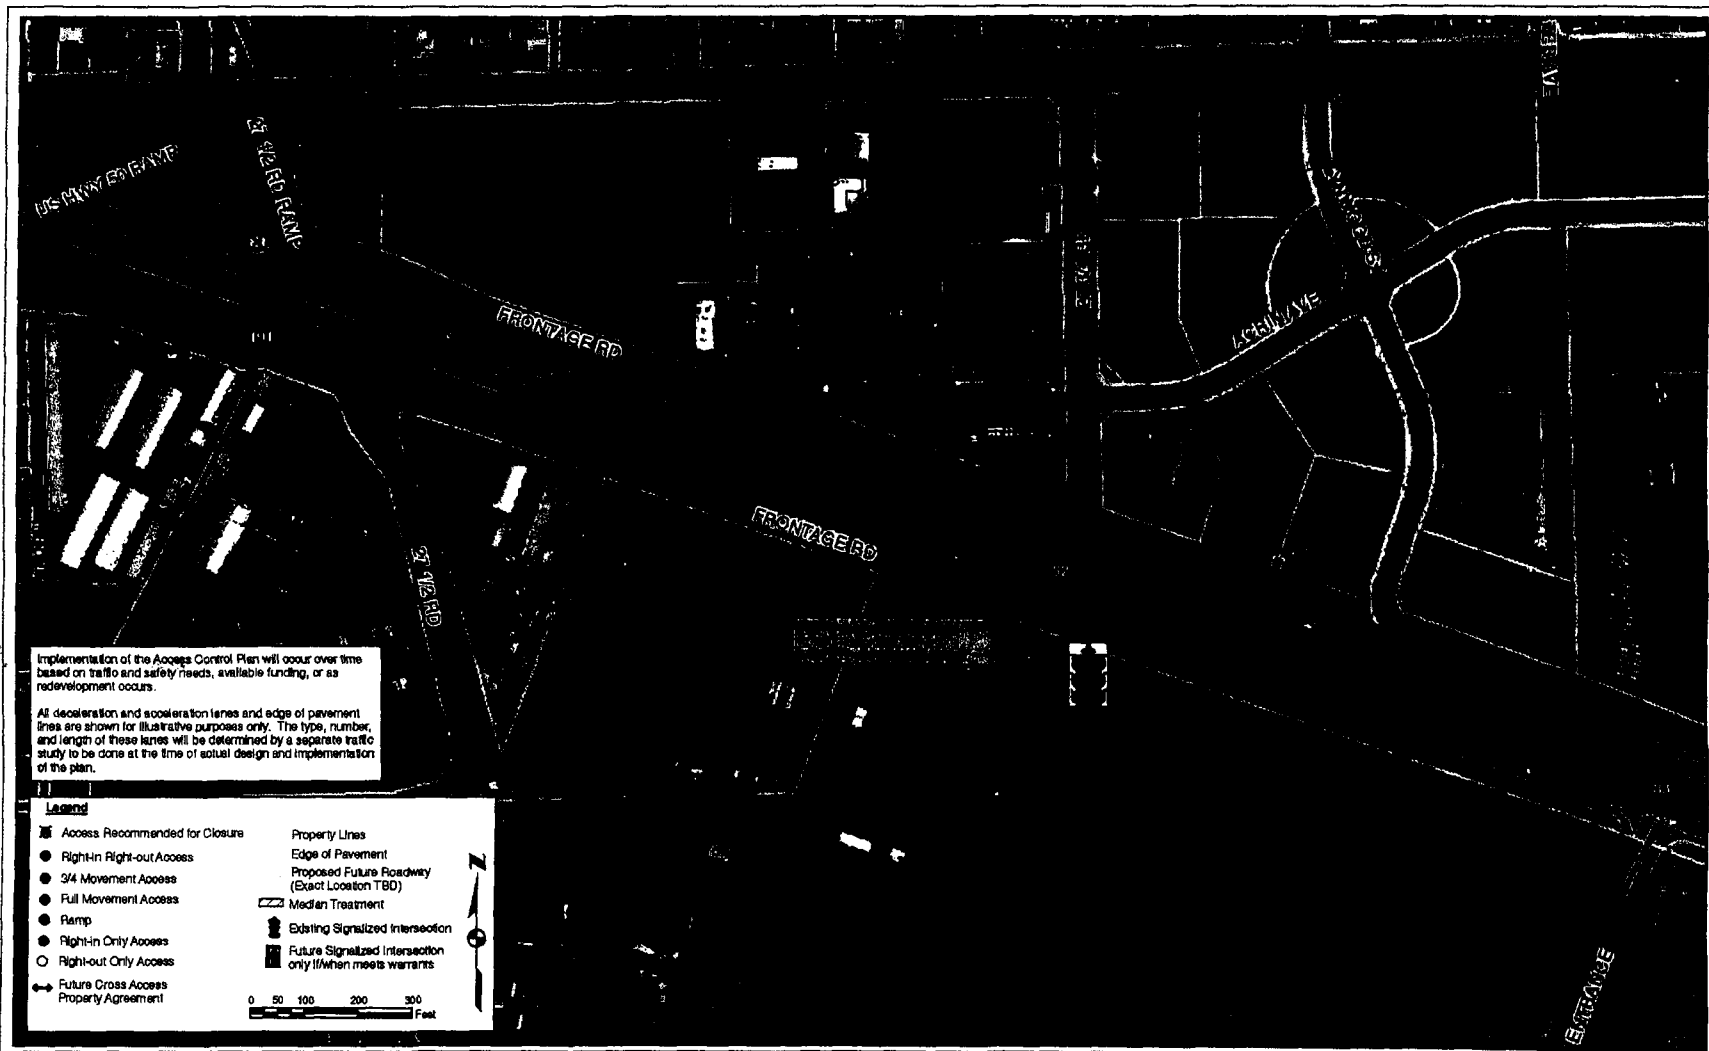 US HWY 50 RAMP
27 1/2 RD RAMP
FRONTAGE RD
FRONTAGE RD
27 1/2 RD
ACRIN AVE
ENTRANCE
Implementation of the Access Control Plan will occur over time
based on traffic and safety needs, available funding, or as
redevelopment occurs.
All deceleration and acceleration lanes and edge of pavement
lines are shown for illustrative purposes only. The type, number,
and length of these lanes will be determined by a separate traffic
study to be done at the time of actual design and implementation
of the plan.
Legend
Access Recommended for Closure
Right-in Right-out Access
3/4 Movement Access
Full Movement Access
Ramp
Right-in Only Access
Right-out Only Access
Future Cross Access
Property Agreement
Property Lines
Edge of Pavement
Proposed Future Roadway
(Exact Location TBD)
Median Treatment
Existing Signalized Intersection
Future Signalized Intersection
only if/when meets warrants
N
0 50 100 200 300
Feet